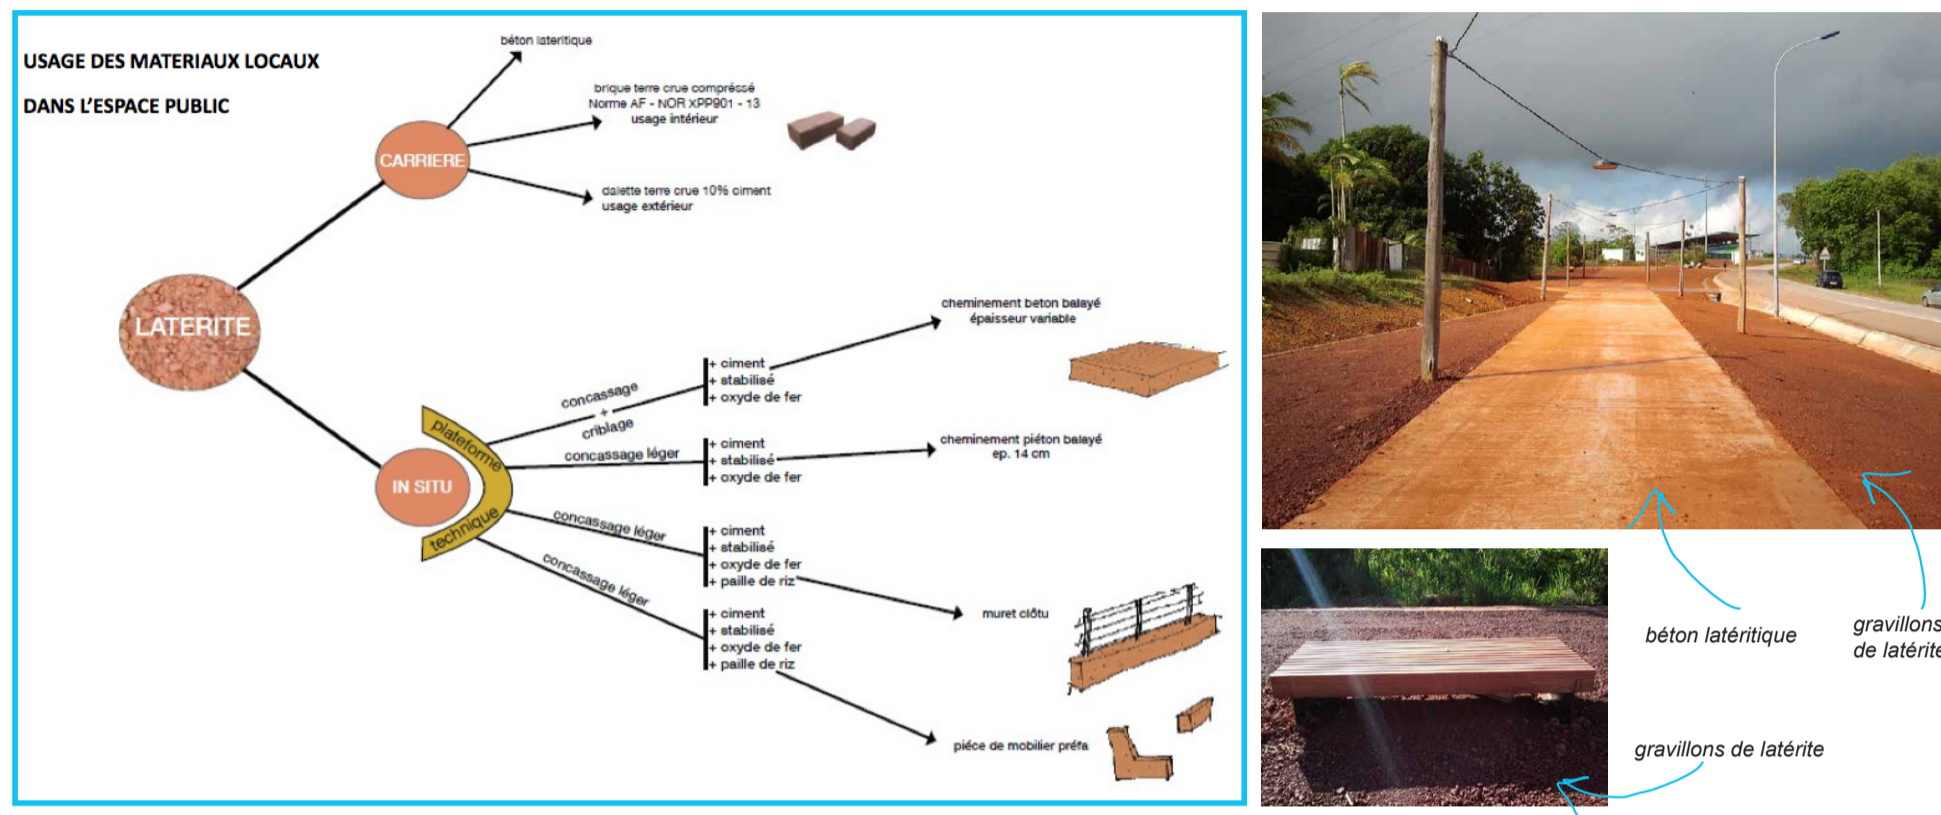 USAGE DES MATERIAUX LOCAUX
DANS L'ESPACE PUBLIC
béton lateritique
brique terre crue compréssé
Norme AF - NOR XPP901 - 13
usage intérieur
CARRIERE
dalette terre crue 10% ciment
usage extérieur
LATERITE
cheminement beton balayé
épaisseur variable
concassage
+
criblage
+ ciment
+ stabilisé
+ oxyde de fer
plateforme
technique
IN SITU
concassage léger
+ ciment
+ stabilisé
+ oxyde de fer
cheminement piéton balayé
ep. 14 cm
concassage léger
+ ciment
+ stabilisé
+ oxyde de fer
+ paille de riz
muret clôtu
concassage léger
+ ciment
+ stabilisé
+ oxyde de fer
+ paille de riz
piéce de mobilier préfa
béton latéritique
gravillons
de latérite
gravillons de latérite